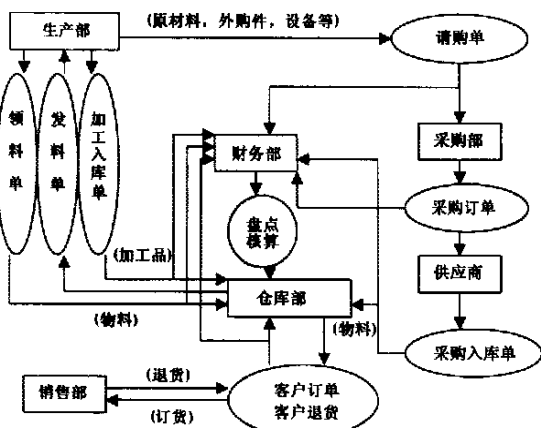 生产部
(原材料，外购件，设备等)
请购单
领料单
发料单
加工入库单
财务部
采购部
盘点
核算
采购订单
(加工品)
供应商
仓库部
(物料)
(物料)
采购入库单
销售部
(退货)
(订货)
客户订单
客户退货